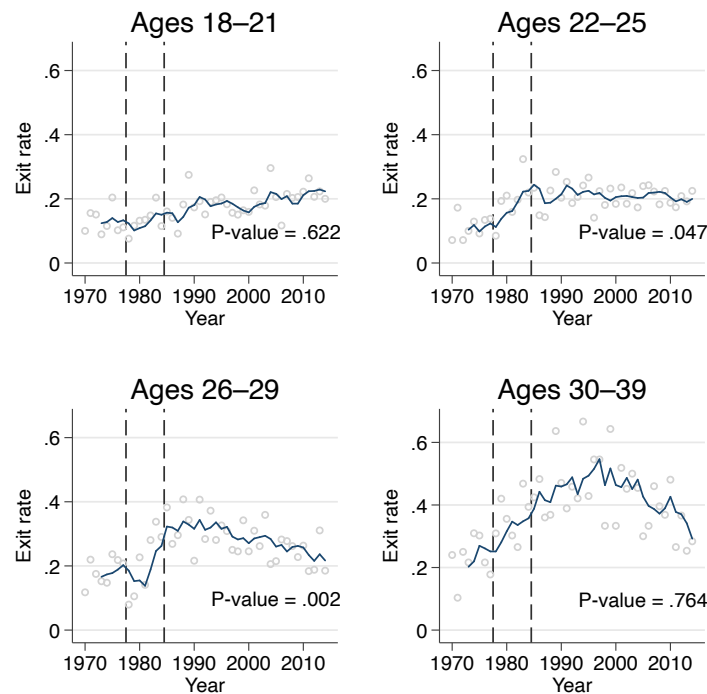 Ages 18–21
Exit rate
.6
.4
.2
0
P-value = .622
1970 1980 1990 2000 2010
Year
Ages 22–25
Exit rate
.6
.4
.2
0
P-value = .047
1970 1980 1990 2000 2010
Year
Ages 26–29
Exit rate
.6
.4
.2
0
P-value = .002
1970 1980 1990 2000 2010
Year
Ages 30–39
Exit rate
.6
.4
.2
0
P-value = .764
1970 1980 1990 2000 2010
Year